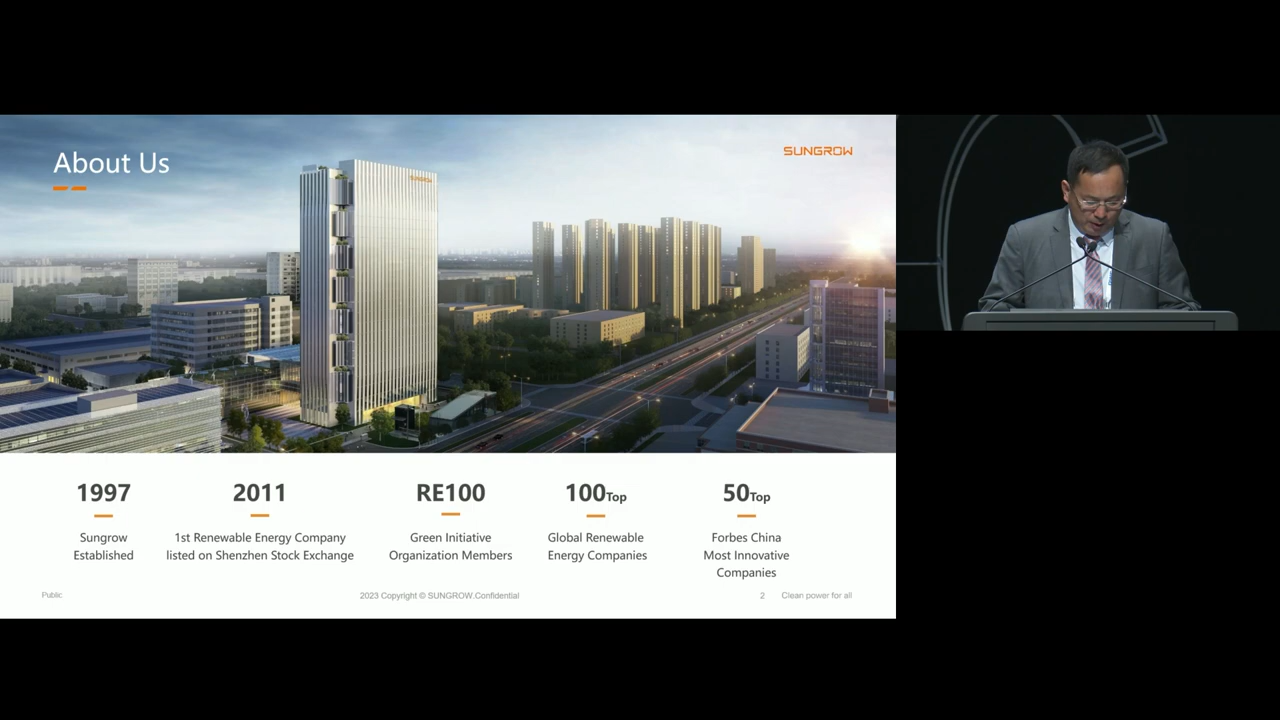 About Us
SUNGROW
SUNGROW
1997
Sungrow
Established
2011
1st Renewable Energy Company
listed on Shenzhen Stock Exchange
RE100
Green Initiative
Organization Members
100Top
Global Renewable
Energy Companies
50Top
Forbes China
Most Innovative
Companies
Public
2023 Copyright © SUNGROW.Confidential
2
Clean power for all